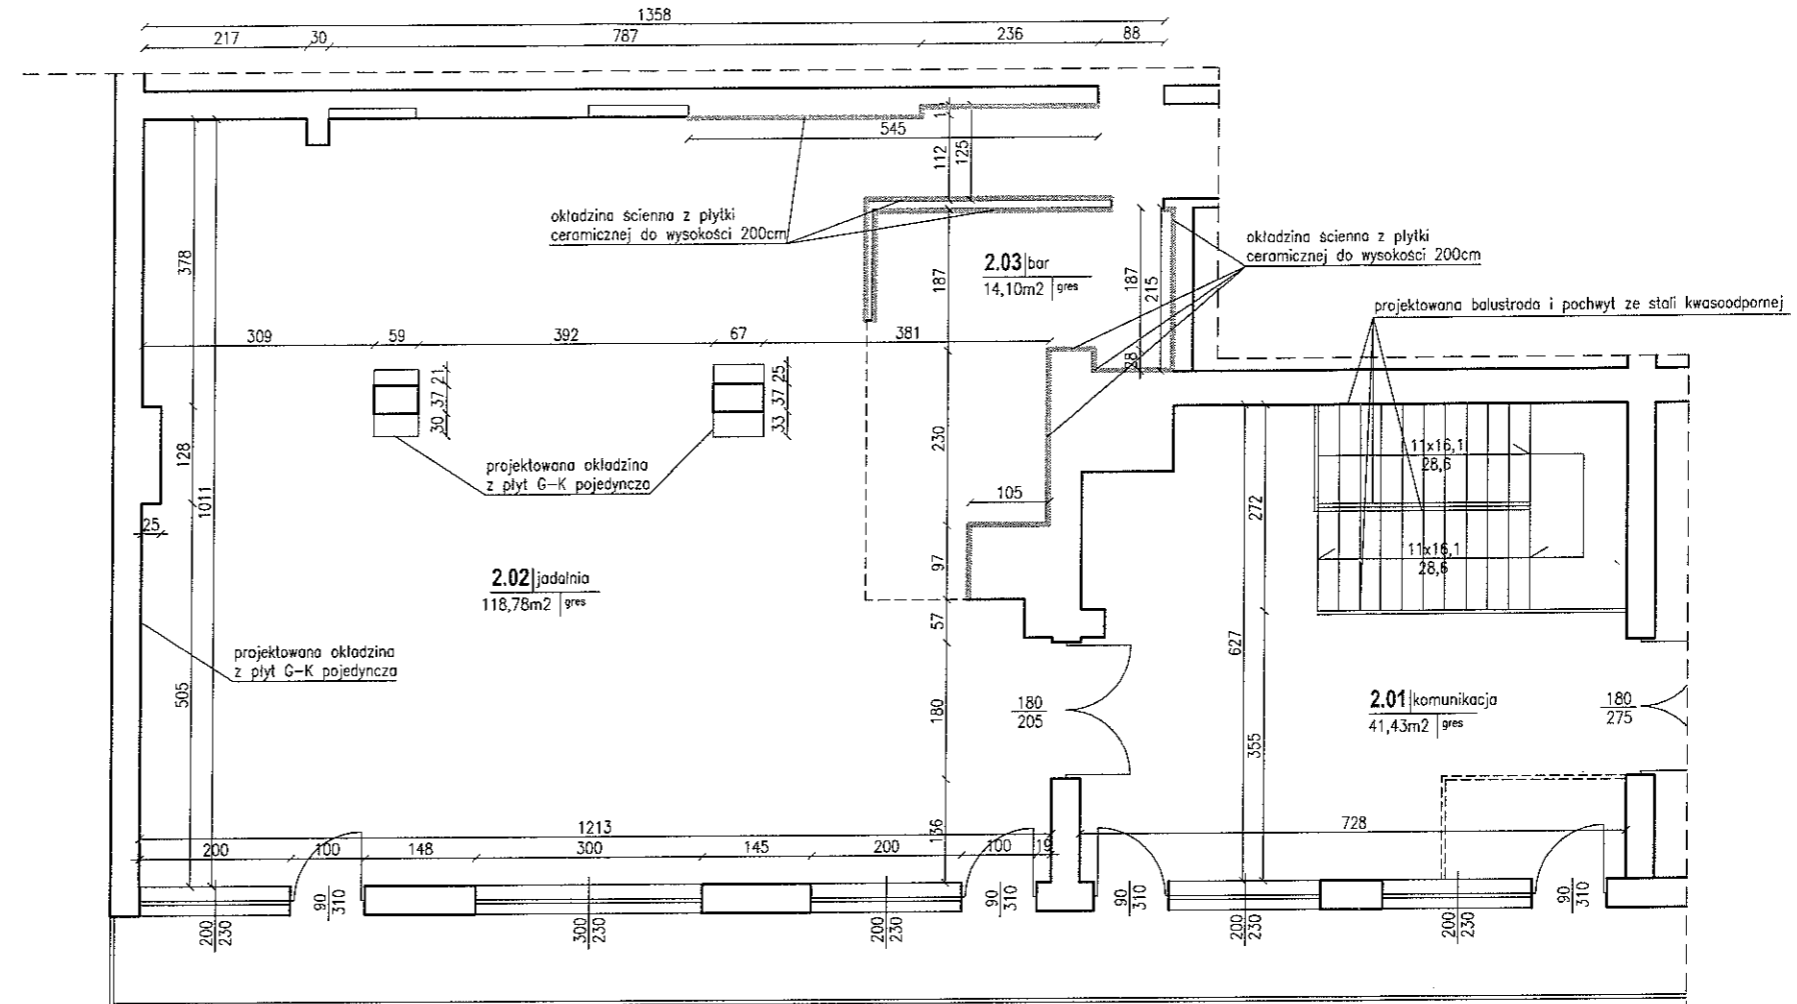 1358
217 30 787 236 88
545
1
112
125
okładzina ścienna z płytki
ceramicznej do wysokości 200cm
okładzina ścienna z płytki
ceramicznej do wysokości 200cm
2.03 bar
14,10m2 gres
187
187
215
28
projektowana balustrada i pochwyt ze stali kwasoodpornej
378
309 59 392 67 381
21
37
30
25
37
33
230
128
1011
projektowana okładzina
z płyt G-K pojedyncza
105
11x16,1
28,6
272
25
11x16,1
28,6
97
2.02 jadalnia
118,78m2 gres
57
627
projektowana okładzina
z płyt G-K pojedyncza
505
180
180
205
2.01 komunikacja
41,43m2 gres
180
275
355
1213
136
728
200 100 148 300 145 200 100 19
90
310
90
310
90
310
90
310
200
230
300
230
200
230
200
230
200
230